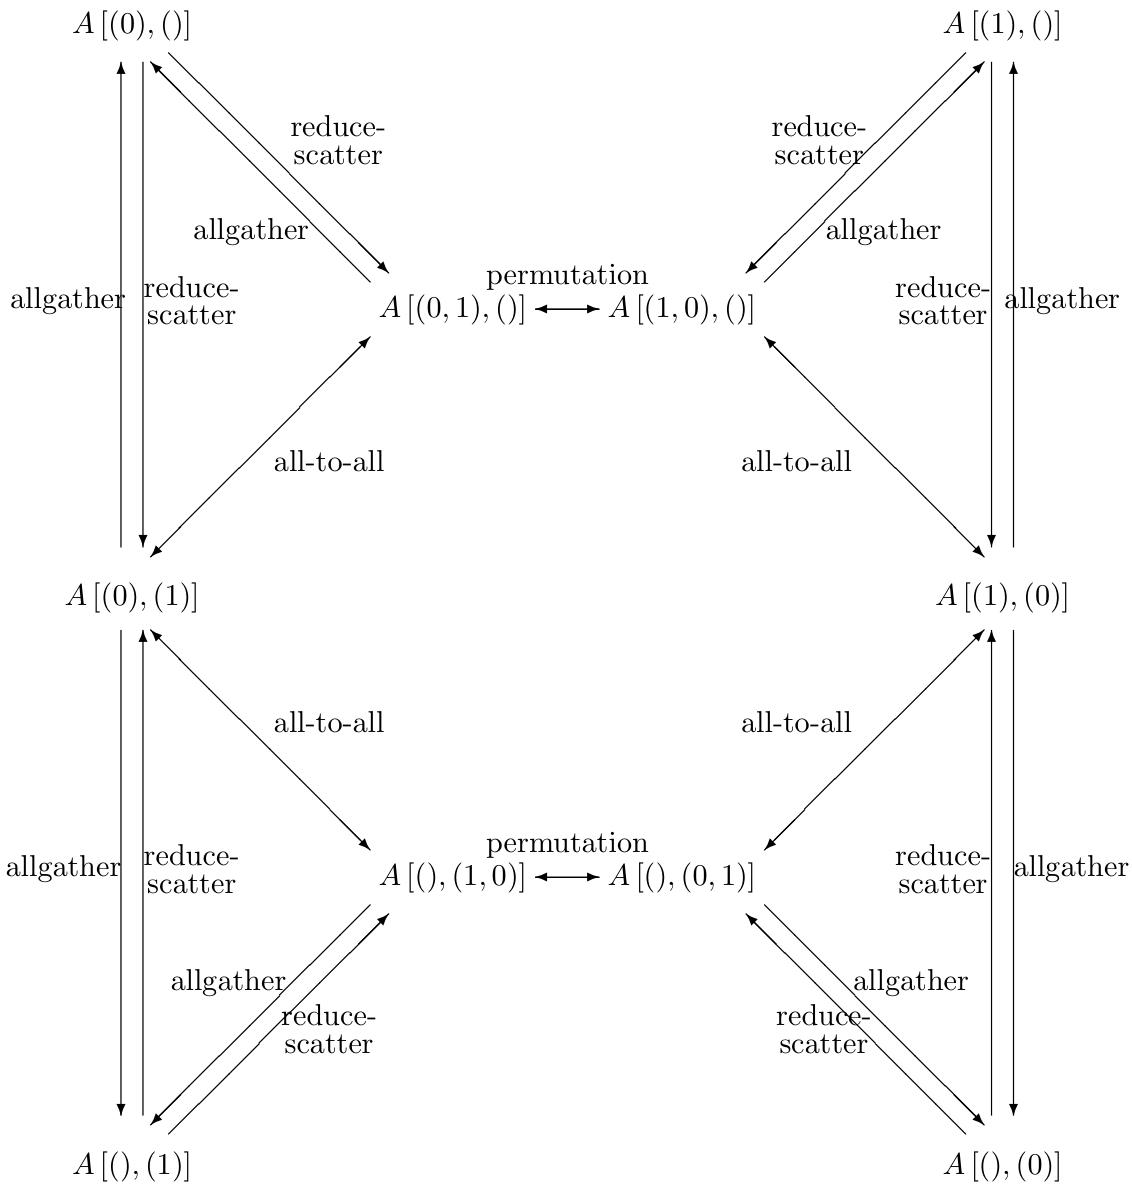 A [(0), ()]
A [(1), ()]
reduce-
scatter
reduce-
scatter
allgather
allgather
permutation
allgather
reduce-
scatter
A [(0, 1), ()]
A [(1, 0), ()]
reduce-
scatter
allgather
all-to-all
all-to-all
A [(0), (1)]
A [(1), (0)]
all-to-all
all-to-all
permutation
allgather
reduce-
scatter
A [(), (1, 0)]
A [(), (0, 1)]
reduce-
scatter
allgather
allgather
allgather
reduce-
scatter
reduce-
scatter
A [(), (1)]
A [(), (0)]